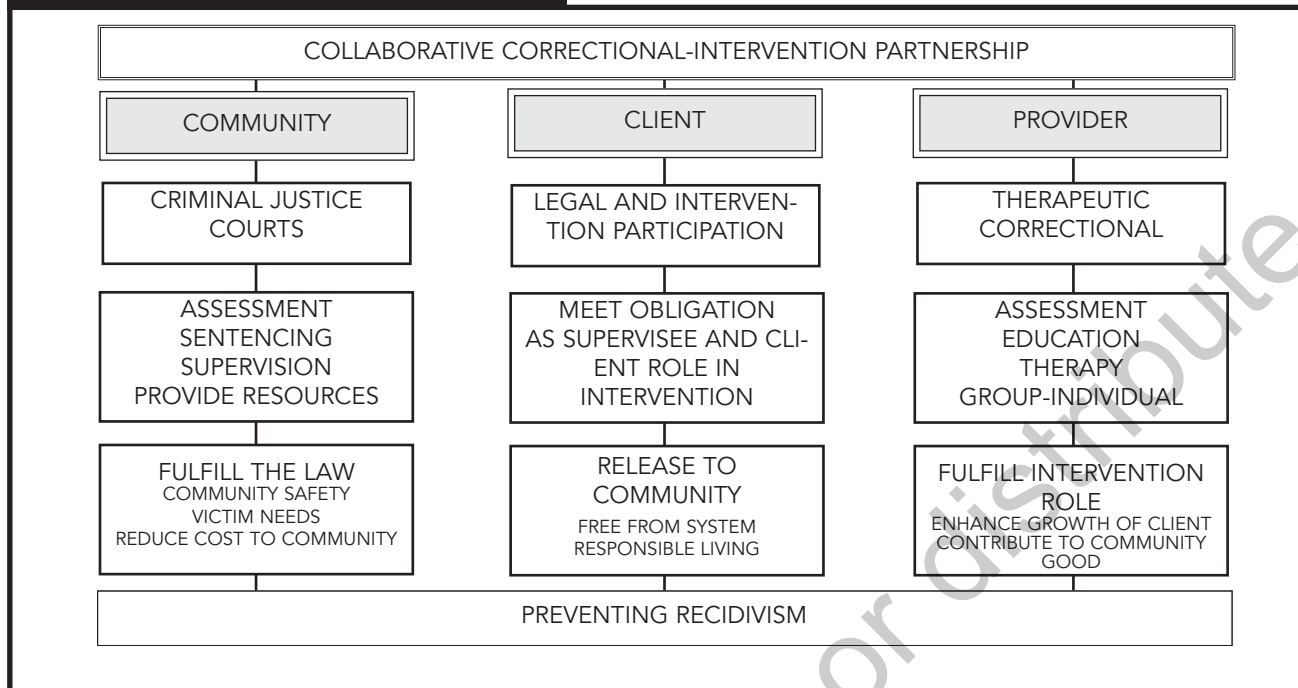 COLLABORATIVE CORRECTIONAL-INTERVENTION PARTNERSHIP
COMMUNITY
CLIENT
PROVIDER
CRIMINAL JUSTICE
COURTS
LEGAL AND INTERVEN-
TION PARTICIPATION
THERAPEUTIC
CORRECTIONAL
ASSESSMENT
SENTENCING
SUPERVISION
PROVIDE RESOURCES
MEET OBLIGATION
AS SUPERVISEE AND CLI-
ENT ROLE IN
INTERVENTION
ASSESSMENT
EDUCATION
THERAPY
GROUP-INDIVIDUAL
FULFILL THE LAW
COMMUNITY SAFETY
VICTIM NEEDS
REDUCE COST TO COMMUNITY
RELEASE TO
COMMUNITY
FREE FROM SYSTEM
RESPONSIBLE LIVING
FULFILL INTERVENTION
ROLE
ENHANCE GROWTH OF CLIENT
CONTRIBUTE TO COMMUNITY
GOOD
PREVENTING RECIDIVISM
or distribute